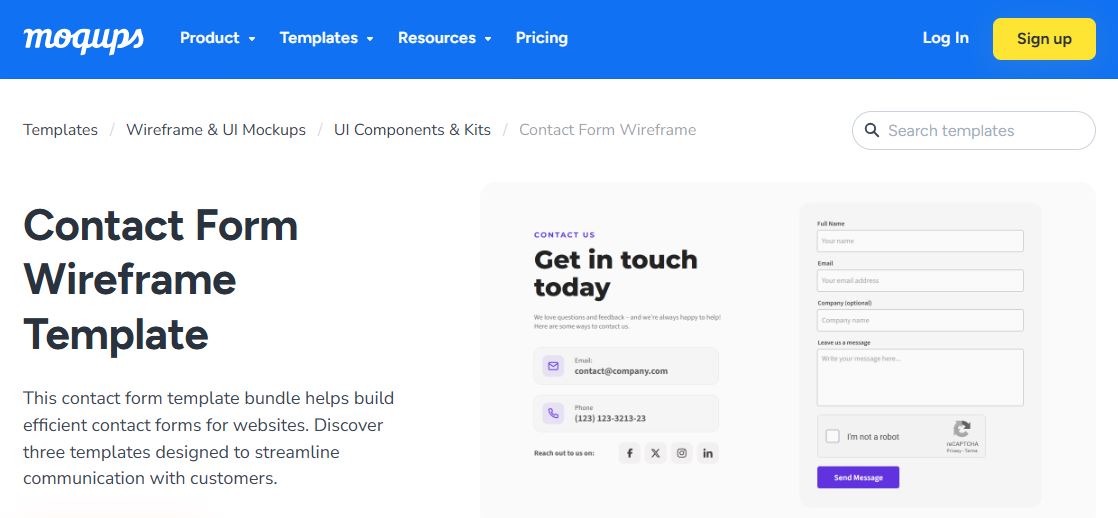 moqups Product Templates Resources Pricing Log In Sign up
Templates / Wireframe & UI Mockups / UI Components & Kits / Contact Form Wireframe
Search templates
Contact Form
Wireframe
Template
This contact form template bundle helps build
efficient contact forms for websites. Discover
three templates designed to streamline
communication with customers.
CONTACT US
Get in touch
today
We love questions and feedback – and we're always happy to help!
Here are some ways to contact us.
Email:
contact@company.com
Phone
(123) 123-3213-23
Reach out to us on:
Full Name
Your name
Email
Your email address
Company (optional)
Company name
Leave us a message
Write your message here...
I'm not a robot
reCAPTCHA
Privacy - Terms
Send Message